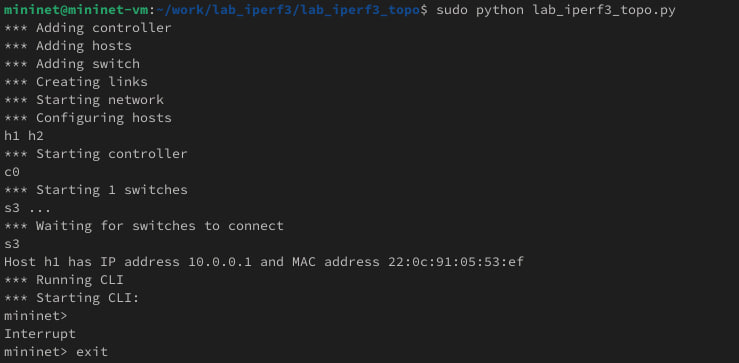 mininet@mininet-vm:~/work/lab_iperf3/lab_iperf3_topo$ sudo python lab_iperf3_topo.py
*** Adding controller
*** Adding hosts
*** Adding switch
*** Creating links
*** Starting network
*** Configuring hosts
h1 h2
*** Starting controller
c0
*** Starting 1 switches
s3 ...
*** Waiting for switches to connect
s3
Host h1 has IP address 10.0.0.1 and MAC address 22:0c:91:05:53:ef
*** Running CLI
*** Starting CLI:
mininet>
Interrupt
mininet> exit